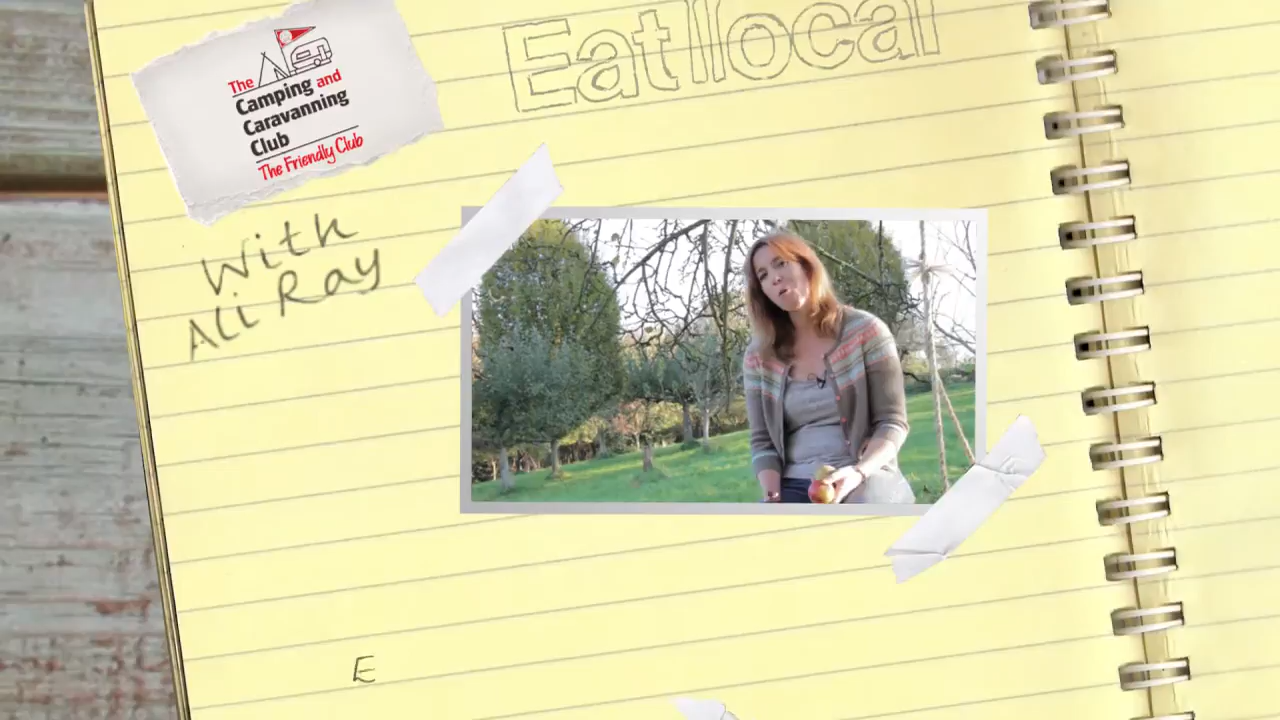 Eat local
The
Camping and
Caravanning
Club
The Friendly Club
With
Ali Ray
E